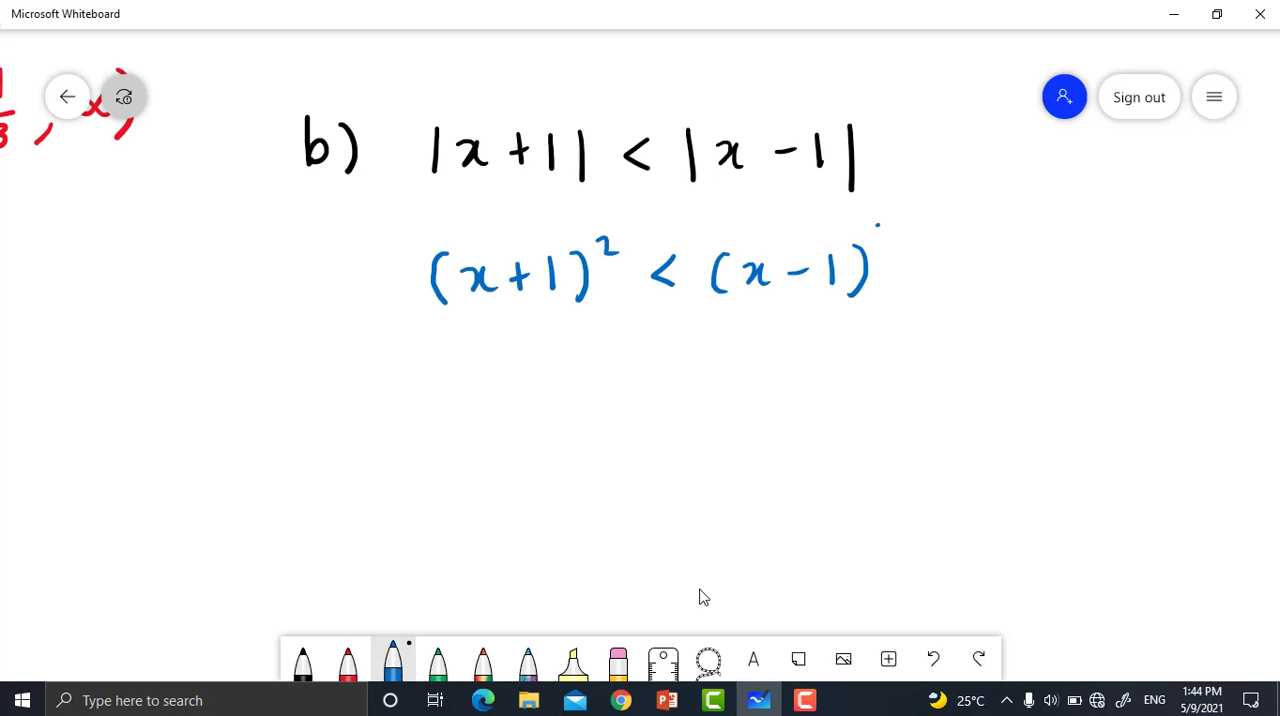 Microsoft Whiteboard
Sign out
b) |x+1| < |x-1|
(x+1)² < (x-1)
A
Type here to search
25°C
ENG
1:44 PM
5/9/2021